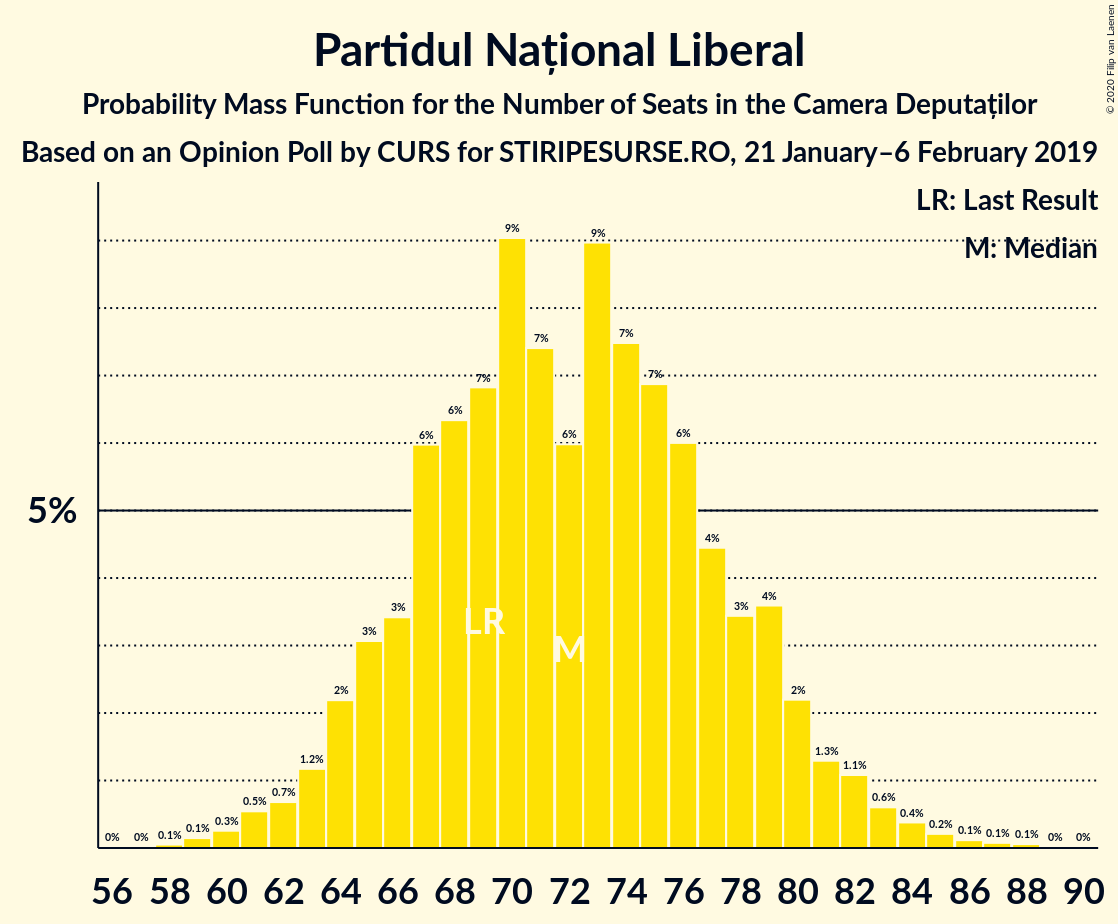 Partidul Național Liberal
Probability Mass Function for the Number of Seats in the Camera Deputaților
Based on an Opinion Poll by CURS for STIRIPESURSE.RO, 21 January–6 February 2019
© 2020 Filip van Laenen
LR: Last Result
M: Median
5%
0% 0% 0.1% 0.1% 0.3% 0.5% 0.7% 1.2% 2% 3% 3% 6% 6% 7% 9% 7% 6% 9% 7% 7% 6% 4% 3% 4% 2% 1.3% 1.1% 0.6% 0.4% 0.2% 0.1% 0.1% 0.1% 0% 0%
LR
M
56 58 60 62 64 66 68 70 72 74 76 78 80 82 84 86 88 90